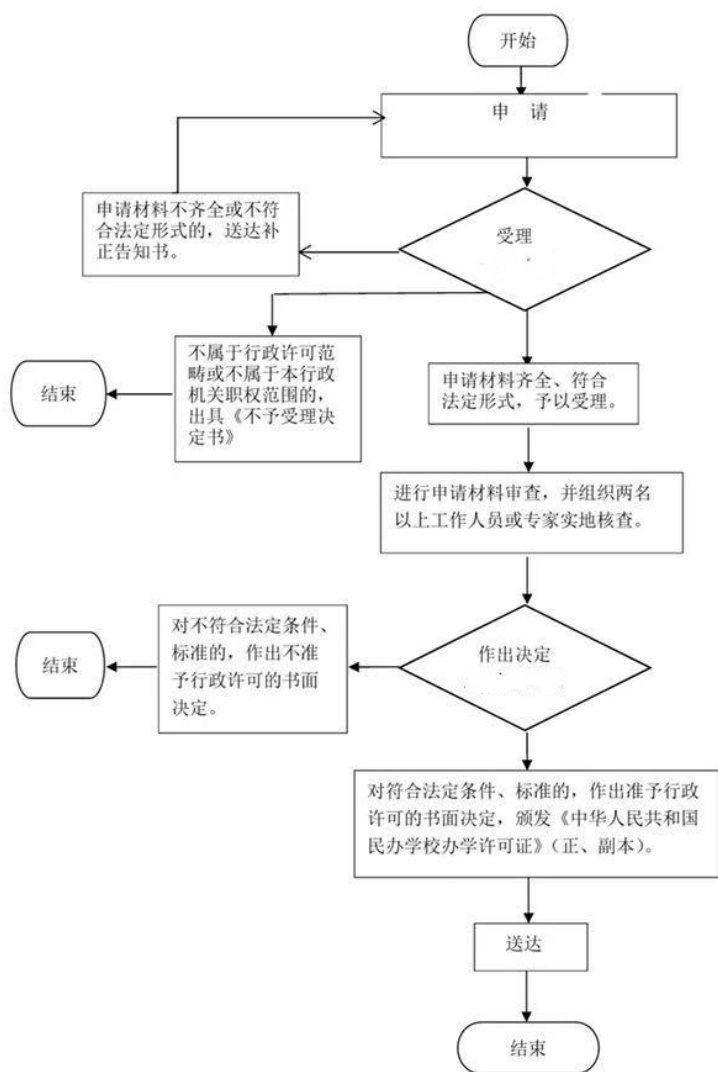 开始
申 请
申请材料不齐全或不符
合法定形式的，送达补
正告知书。
受理
不属于行政许可范
畴或不属于本行政
机关职权范围的，
出具《不予受理决
定书》
结束
申请材料齐全、符合
法定形式，予以受理。
进行申请材料审查，并组织两名
以上工作人员或专家实地核查。
对不符合法定条件、
标准的，作出不准
予行政许可的书面
决定。
结束
作出决定
对符合法定条件、标准的，作出准予行政
许可的书面决定，颁发《中华人民共和国
民办学校办学许可证》（正、副本）。
送达
结束